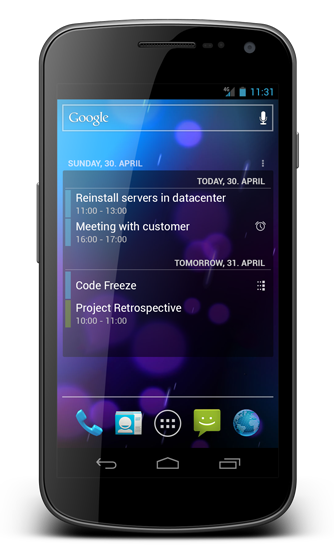 4G 11:31
Google
SUNDAY, 30. APRIL
TODAY, 30. APRIL
Reinstall servers in datacenter
11:00 - 13:00
Meeting with customer
16:00 - 17:00
TOMORROW, 31. APRIL
Code Freeze
Project Retrospective
10:00 - 11:00